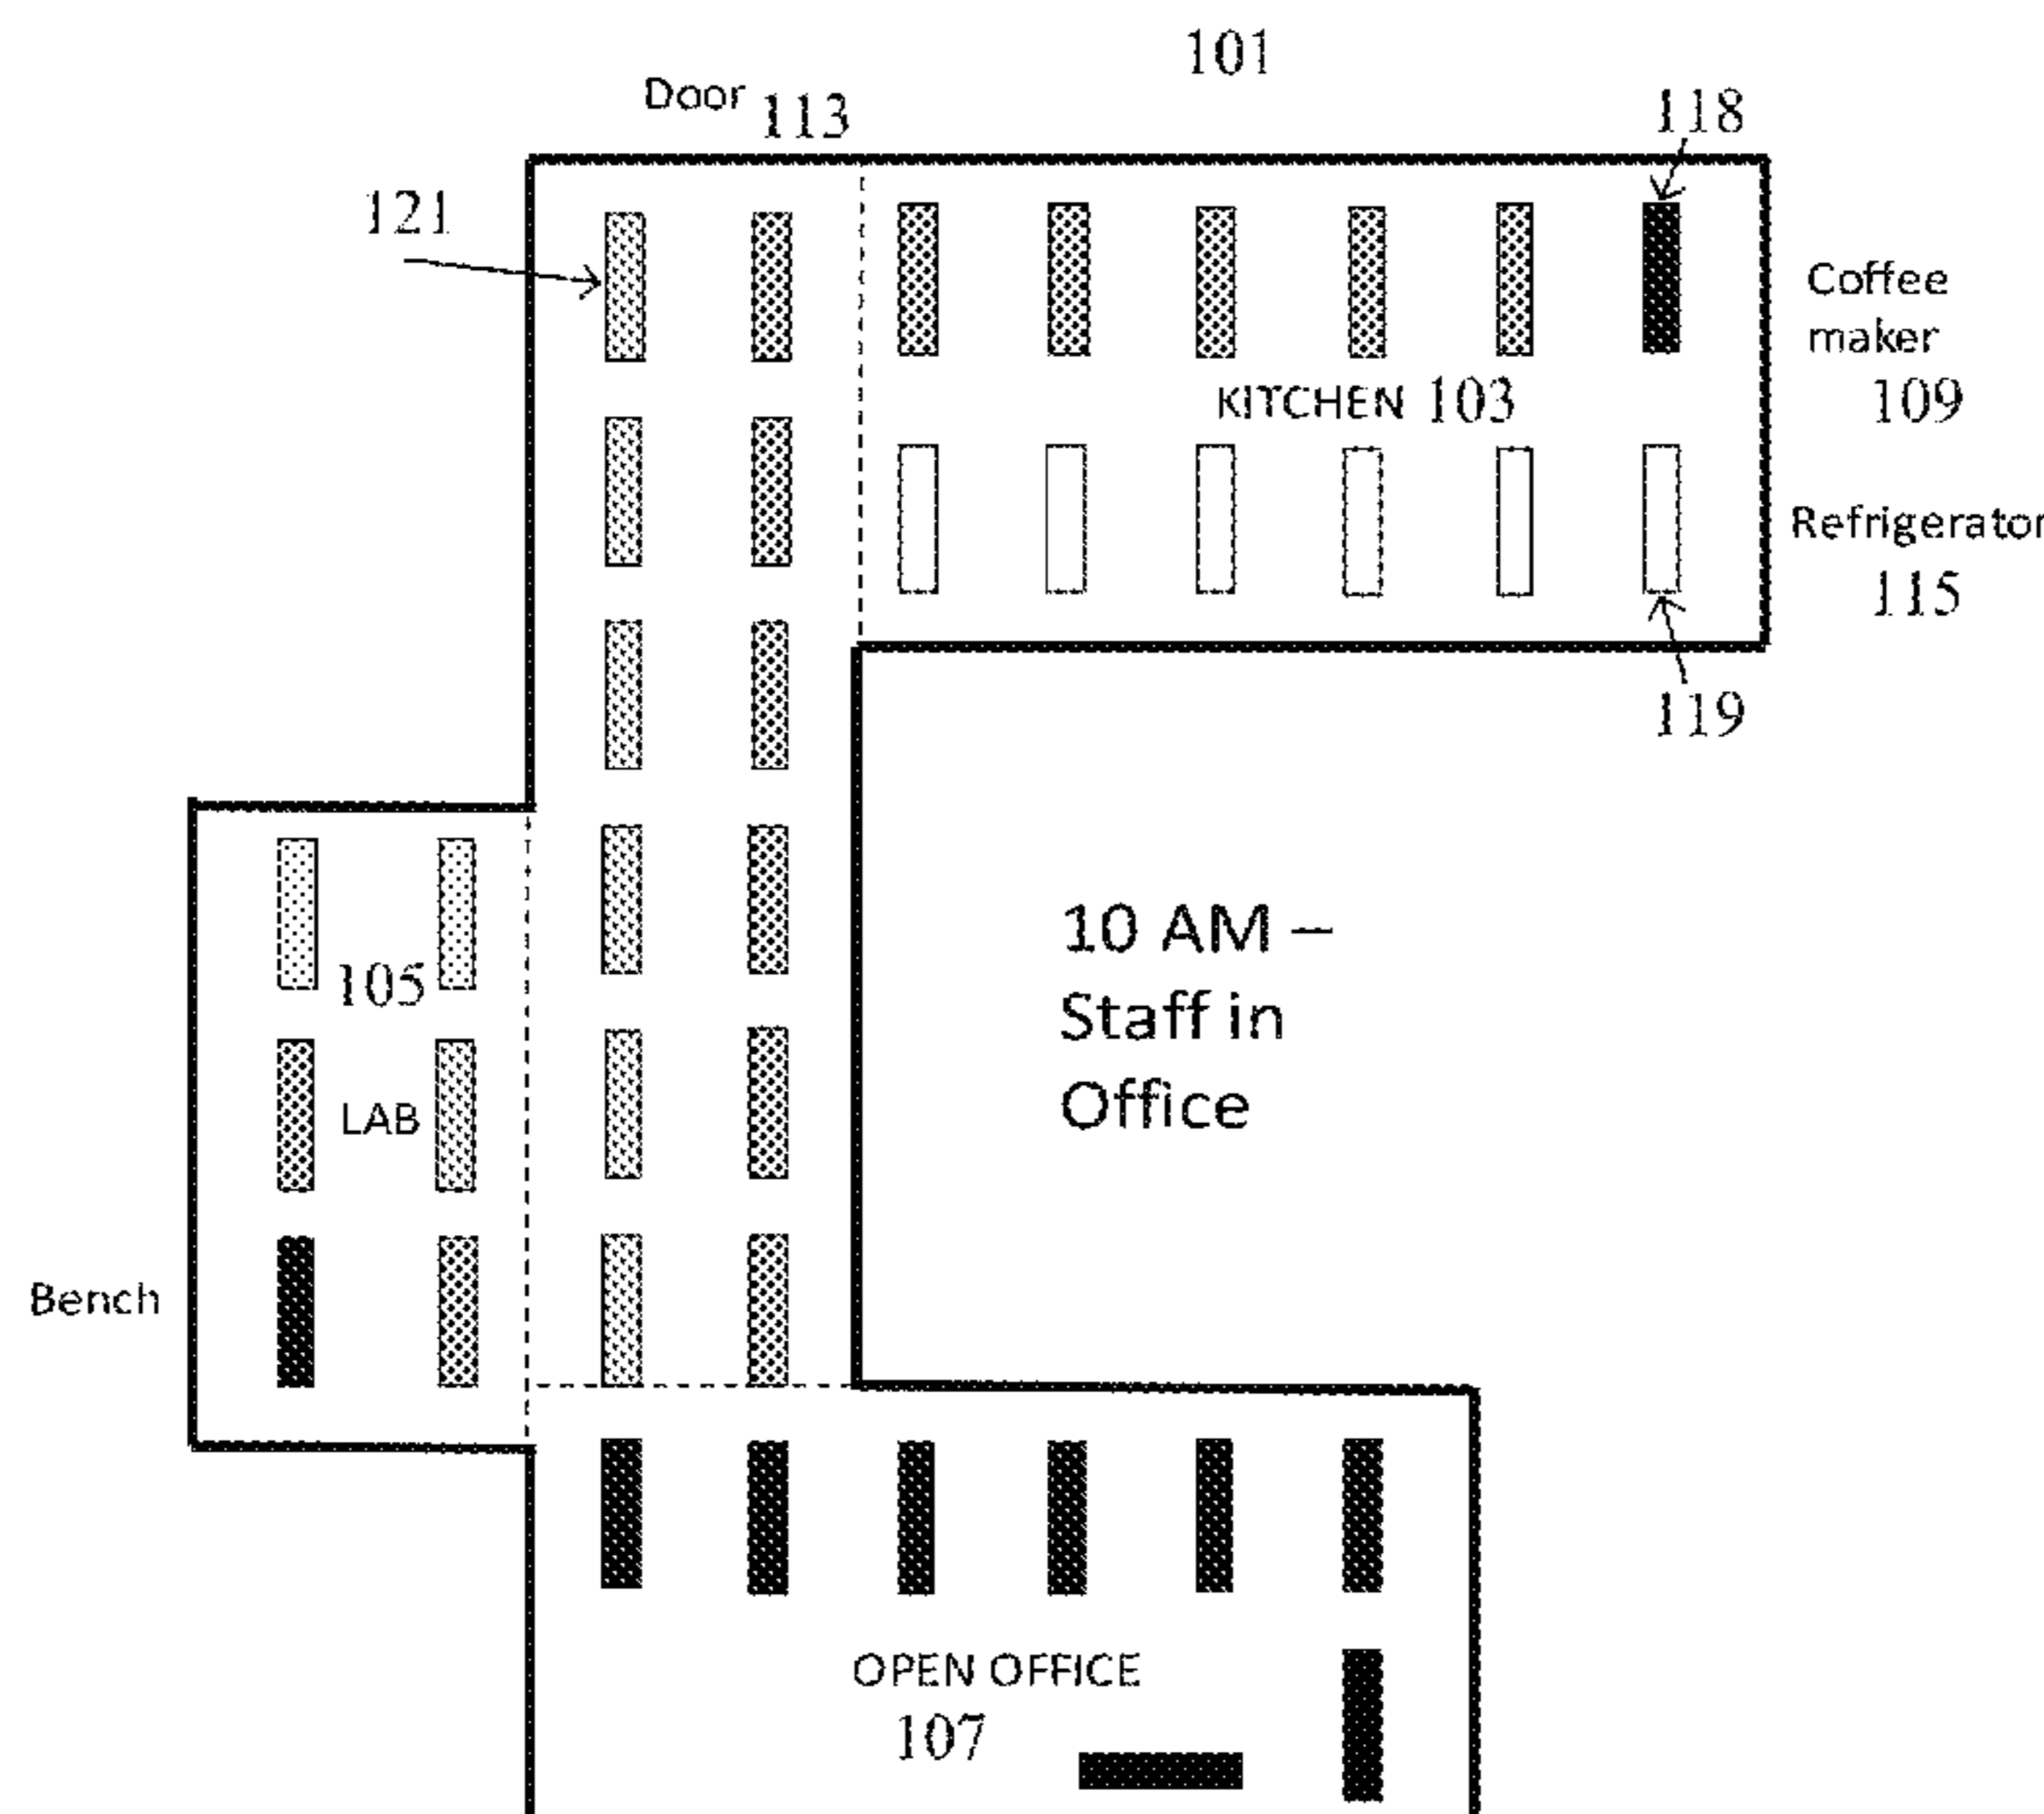 101
Door 113
118
121
Coffee
maker
109
KITCHEN 103
Refrigerator
115
119
105
LAB
10 AM –
Staff in
Office
Bench
OPEN OFFICE
107